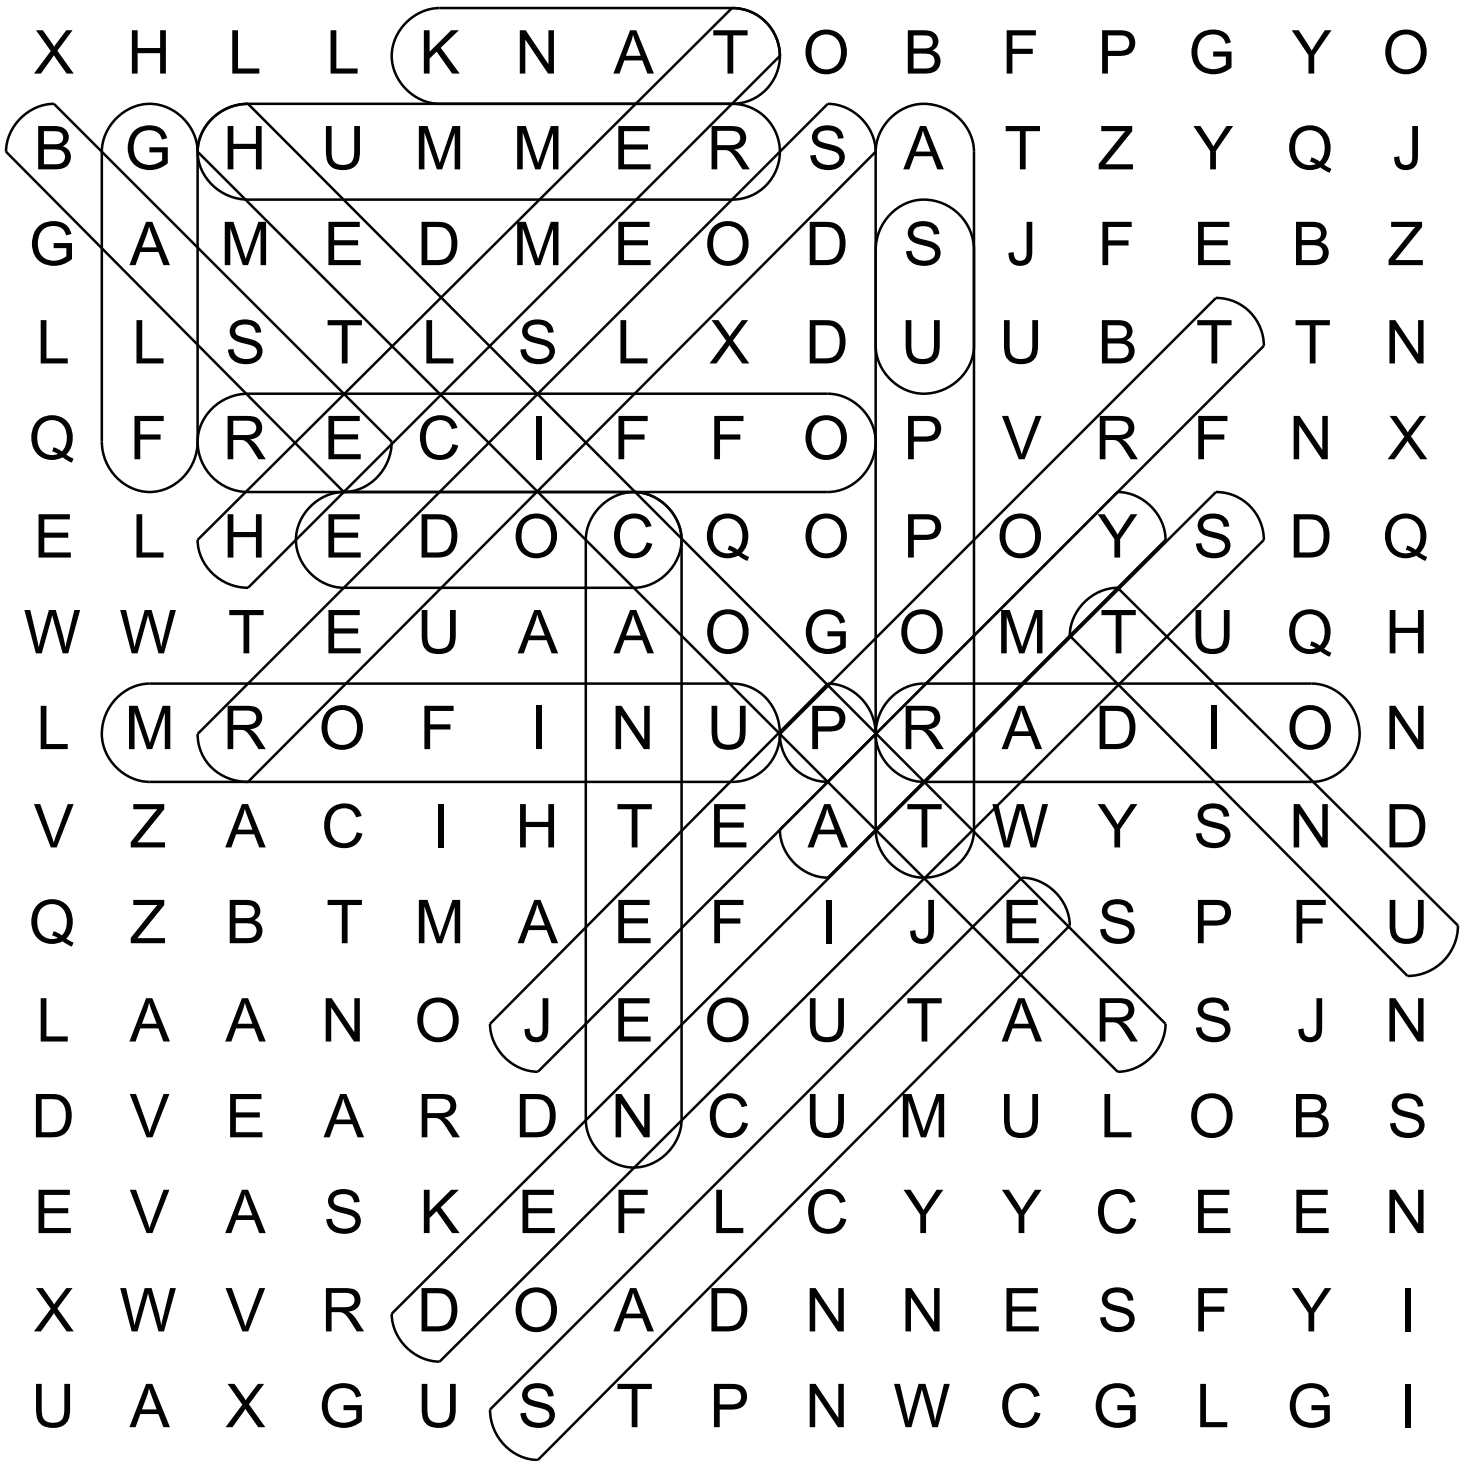 X H L L K N A T O B F P G Y O
B G H U M M E R S A T Z Y Q J
G A M E D M E O D S J F E B Z
L L S T L S L X D U U B T T N
Q F R E C I F F O P V R F N X
E L H E D O C Q O P O Y S D Q
W W T E U A A O G O M T U Q H
L M R O F I N U P R A D I O N
V Z A C I H T E A T W Y S N D
Q Z B T M A E F I J E S P F U
L A A N O J E O U T A R S J N
D V E A R D N C U M U L O B S
E V A S K E F L C Y Y C E E N
X W V R D O A D N N E S F Y I
U A X G U S T P N W C G L G I